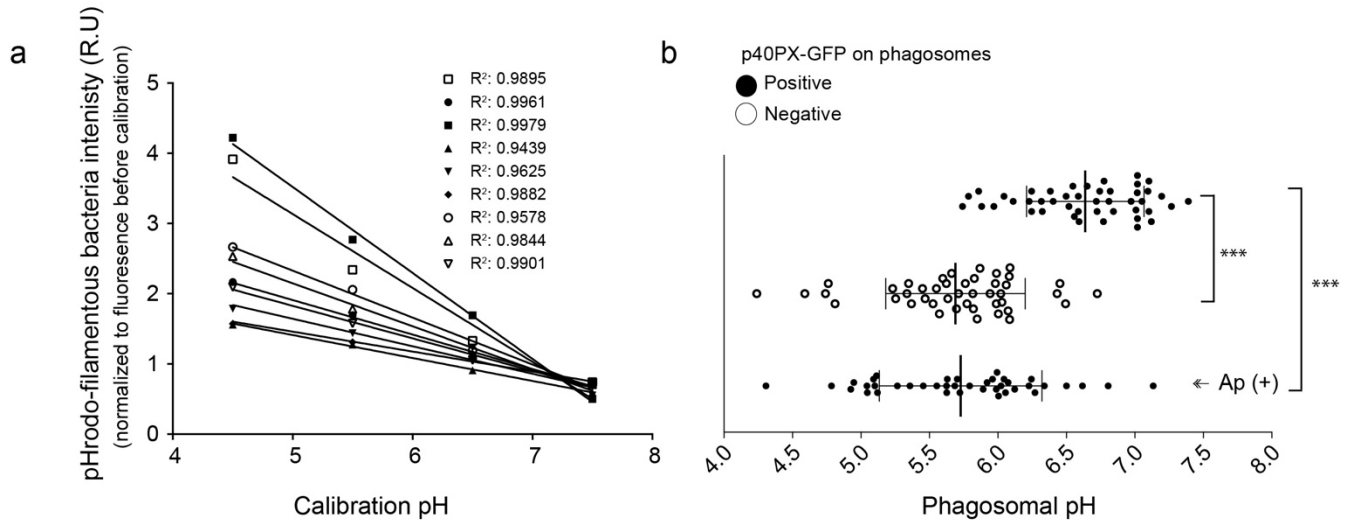 a
pHrodo-filamentous bacteria intenisty (R.U)
(normalized to fluoresence before calibration)
5
4
3
2
1
0
4 5 6 7 8
Calibration pH
R²: 0.9895
R²: 0.9961
R²: 0.9979
R²: 0.9439
R²: 0.9625
R²: 0.9882
R²: 0.9578
R²: 0.9844
R²: 0.9901
b
p40PX-GFP on phagosomes
Positive
Negative
***
***
Ap (+)
4.0 4.5 5.0 5.5 6.0 6.5 7.0 7.5 8.0
Phagosomal pH